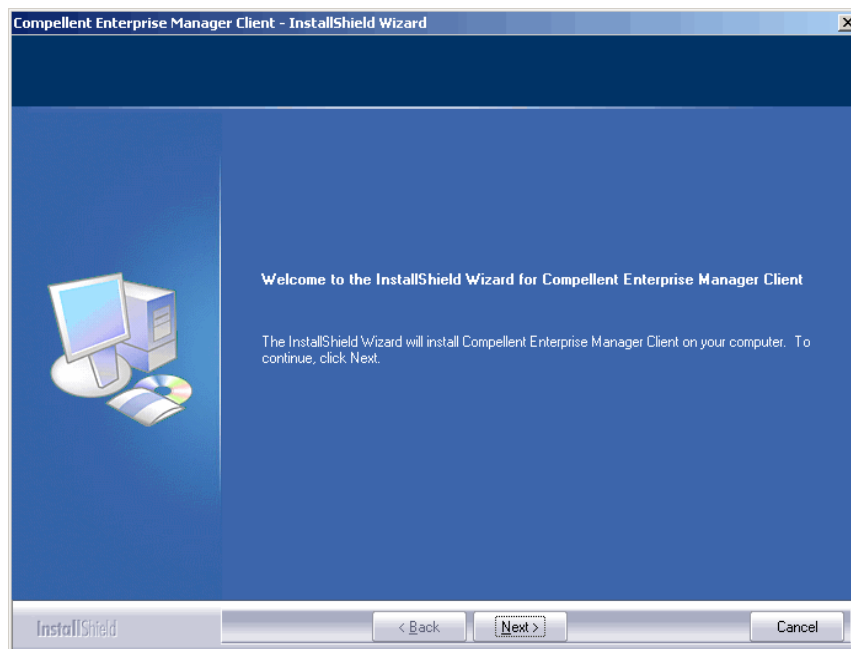 Compellent Enterprise Manager Client - InstallShield Wizard
Welcome to the InstallShield Wizard for Compellent Enterprise Manager Client
The InstallShield Wizard will install Compellent Enterprise Manager Client on your computer. To
continue, click Next.
InstallShield
< Back
Next >
Cancel